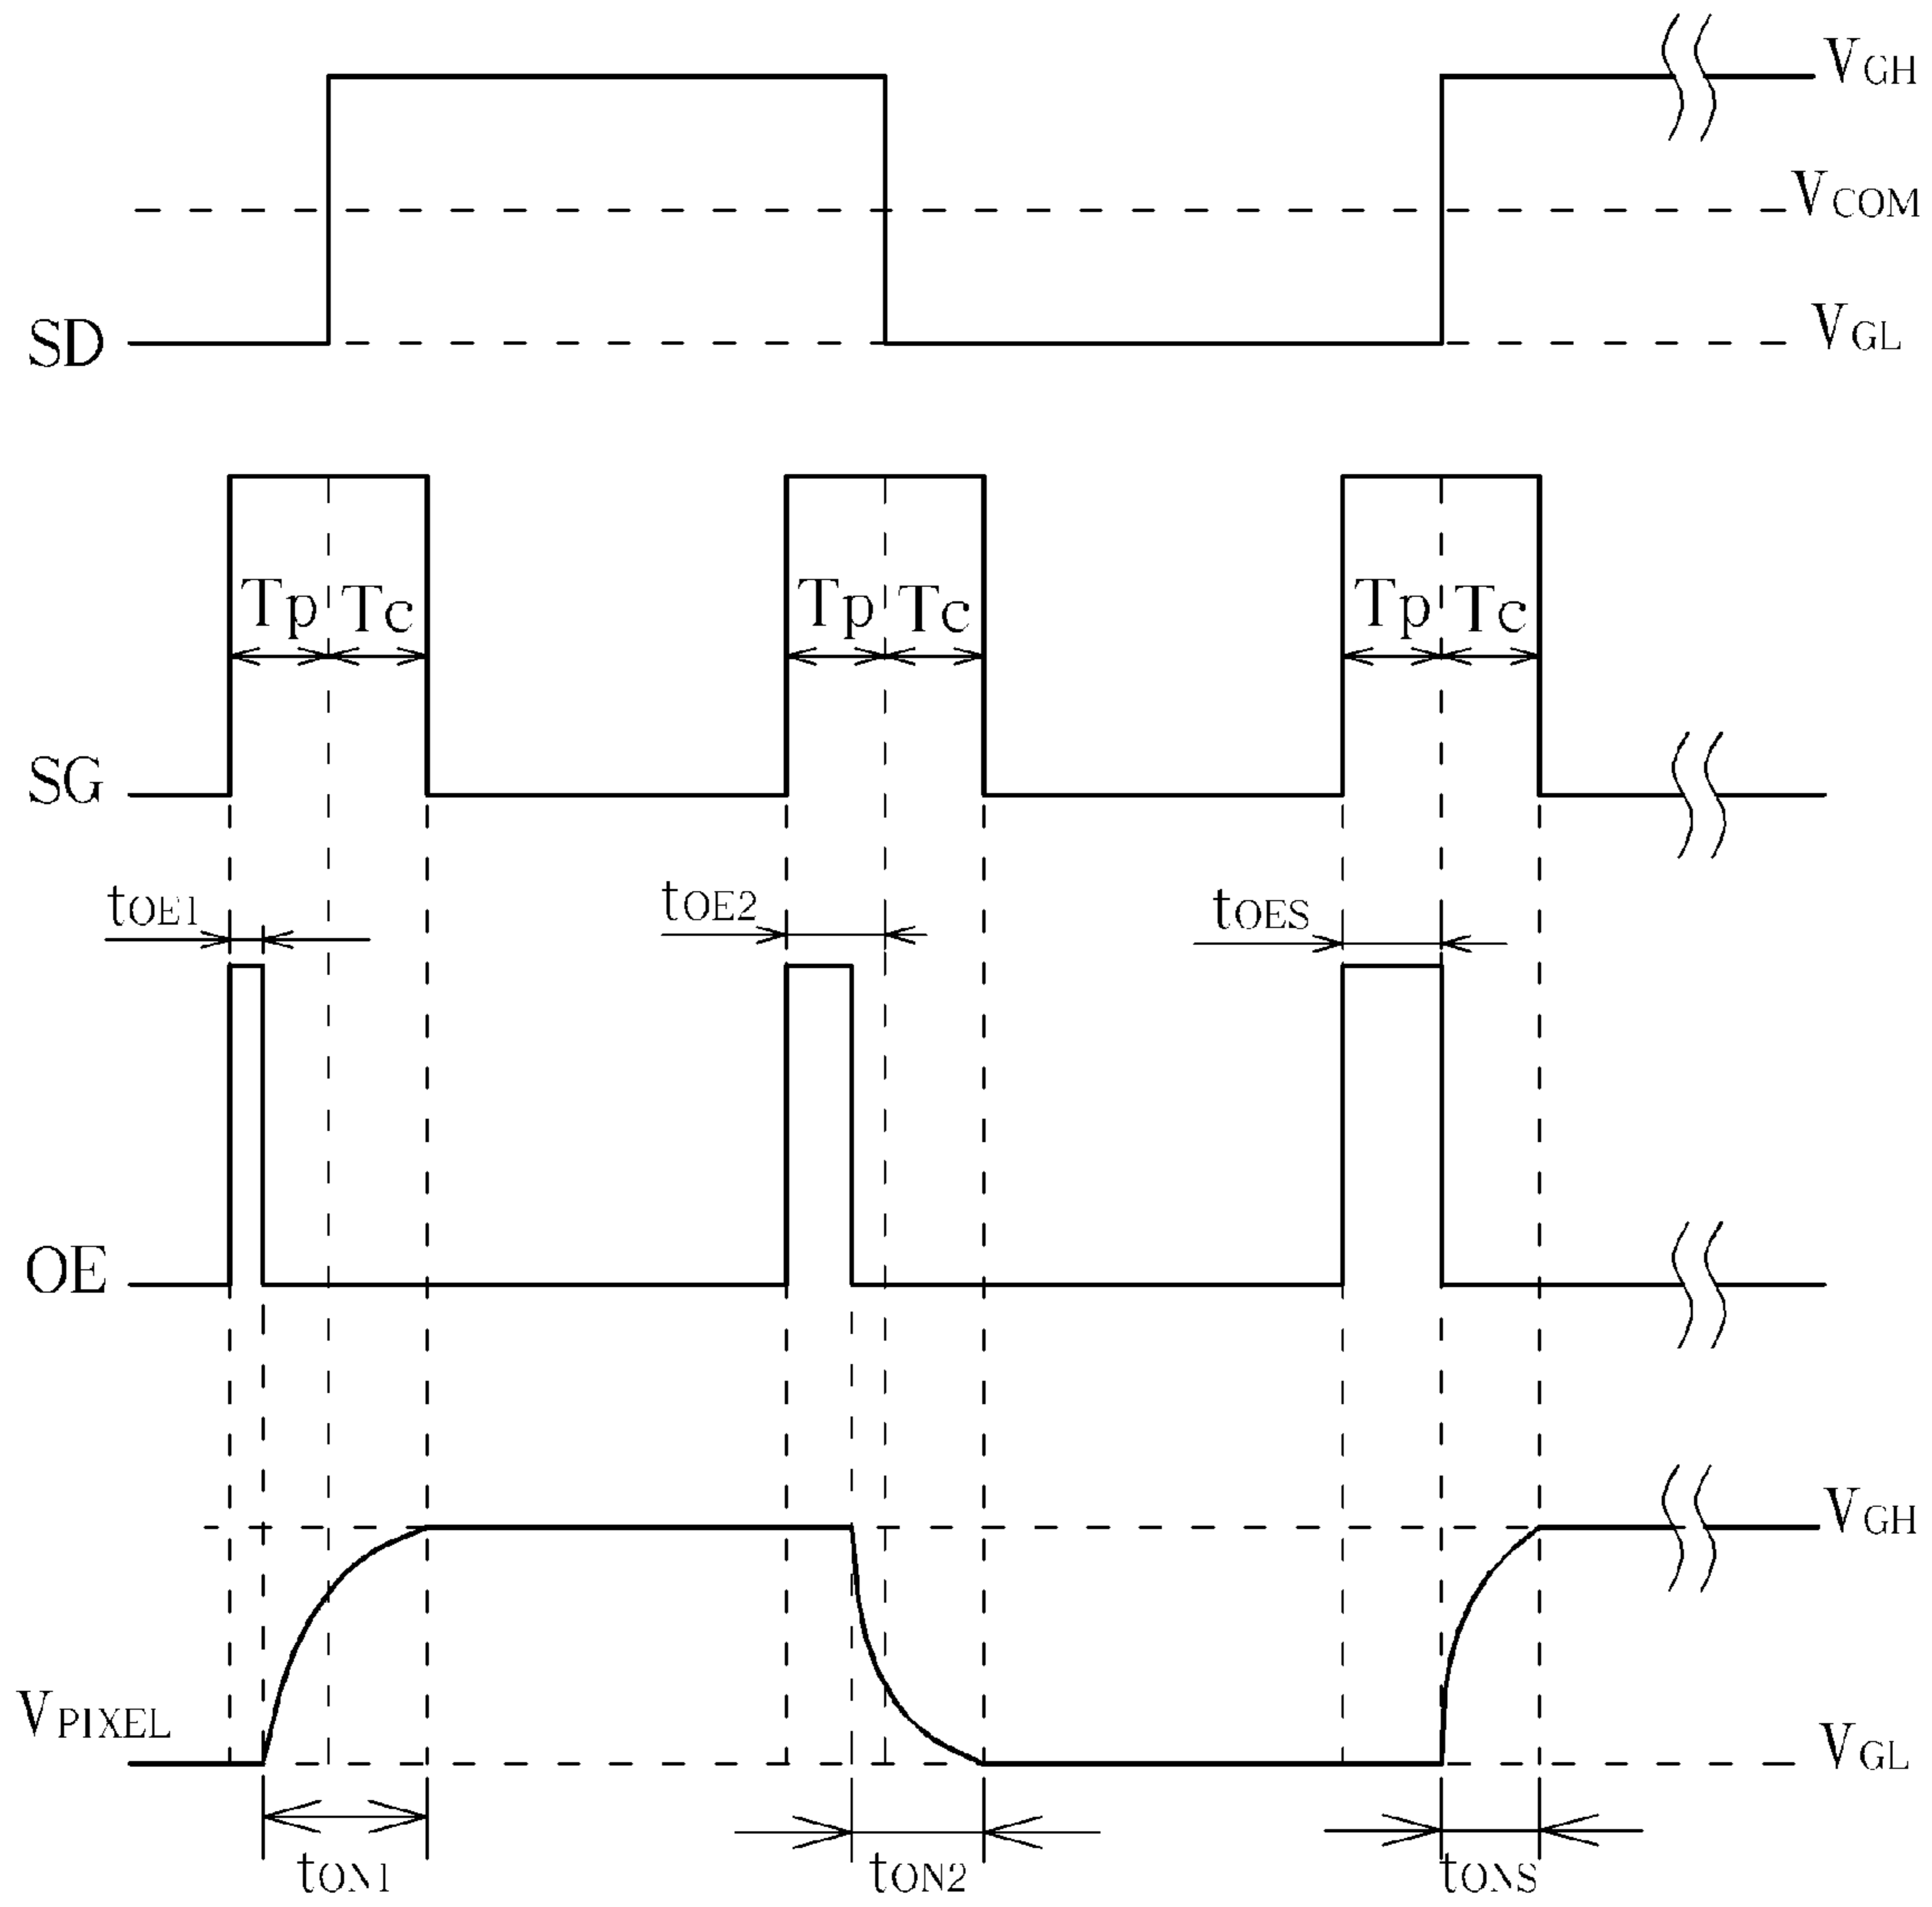 VGH
VCOM
SD
VGL
Tp Tc Tp Tc Tp Tc
SG
tOE1 tOE2 tOES
OE
VGH
VPIXEL
VGL
tON1 tON2 tONS